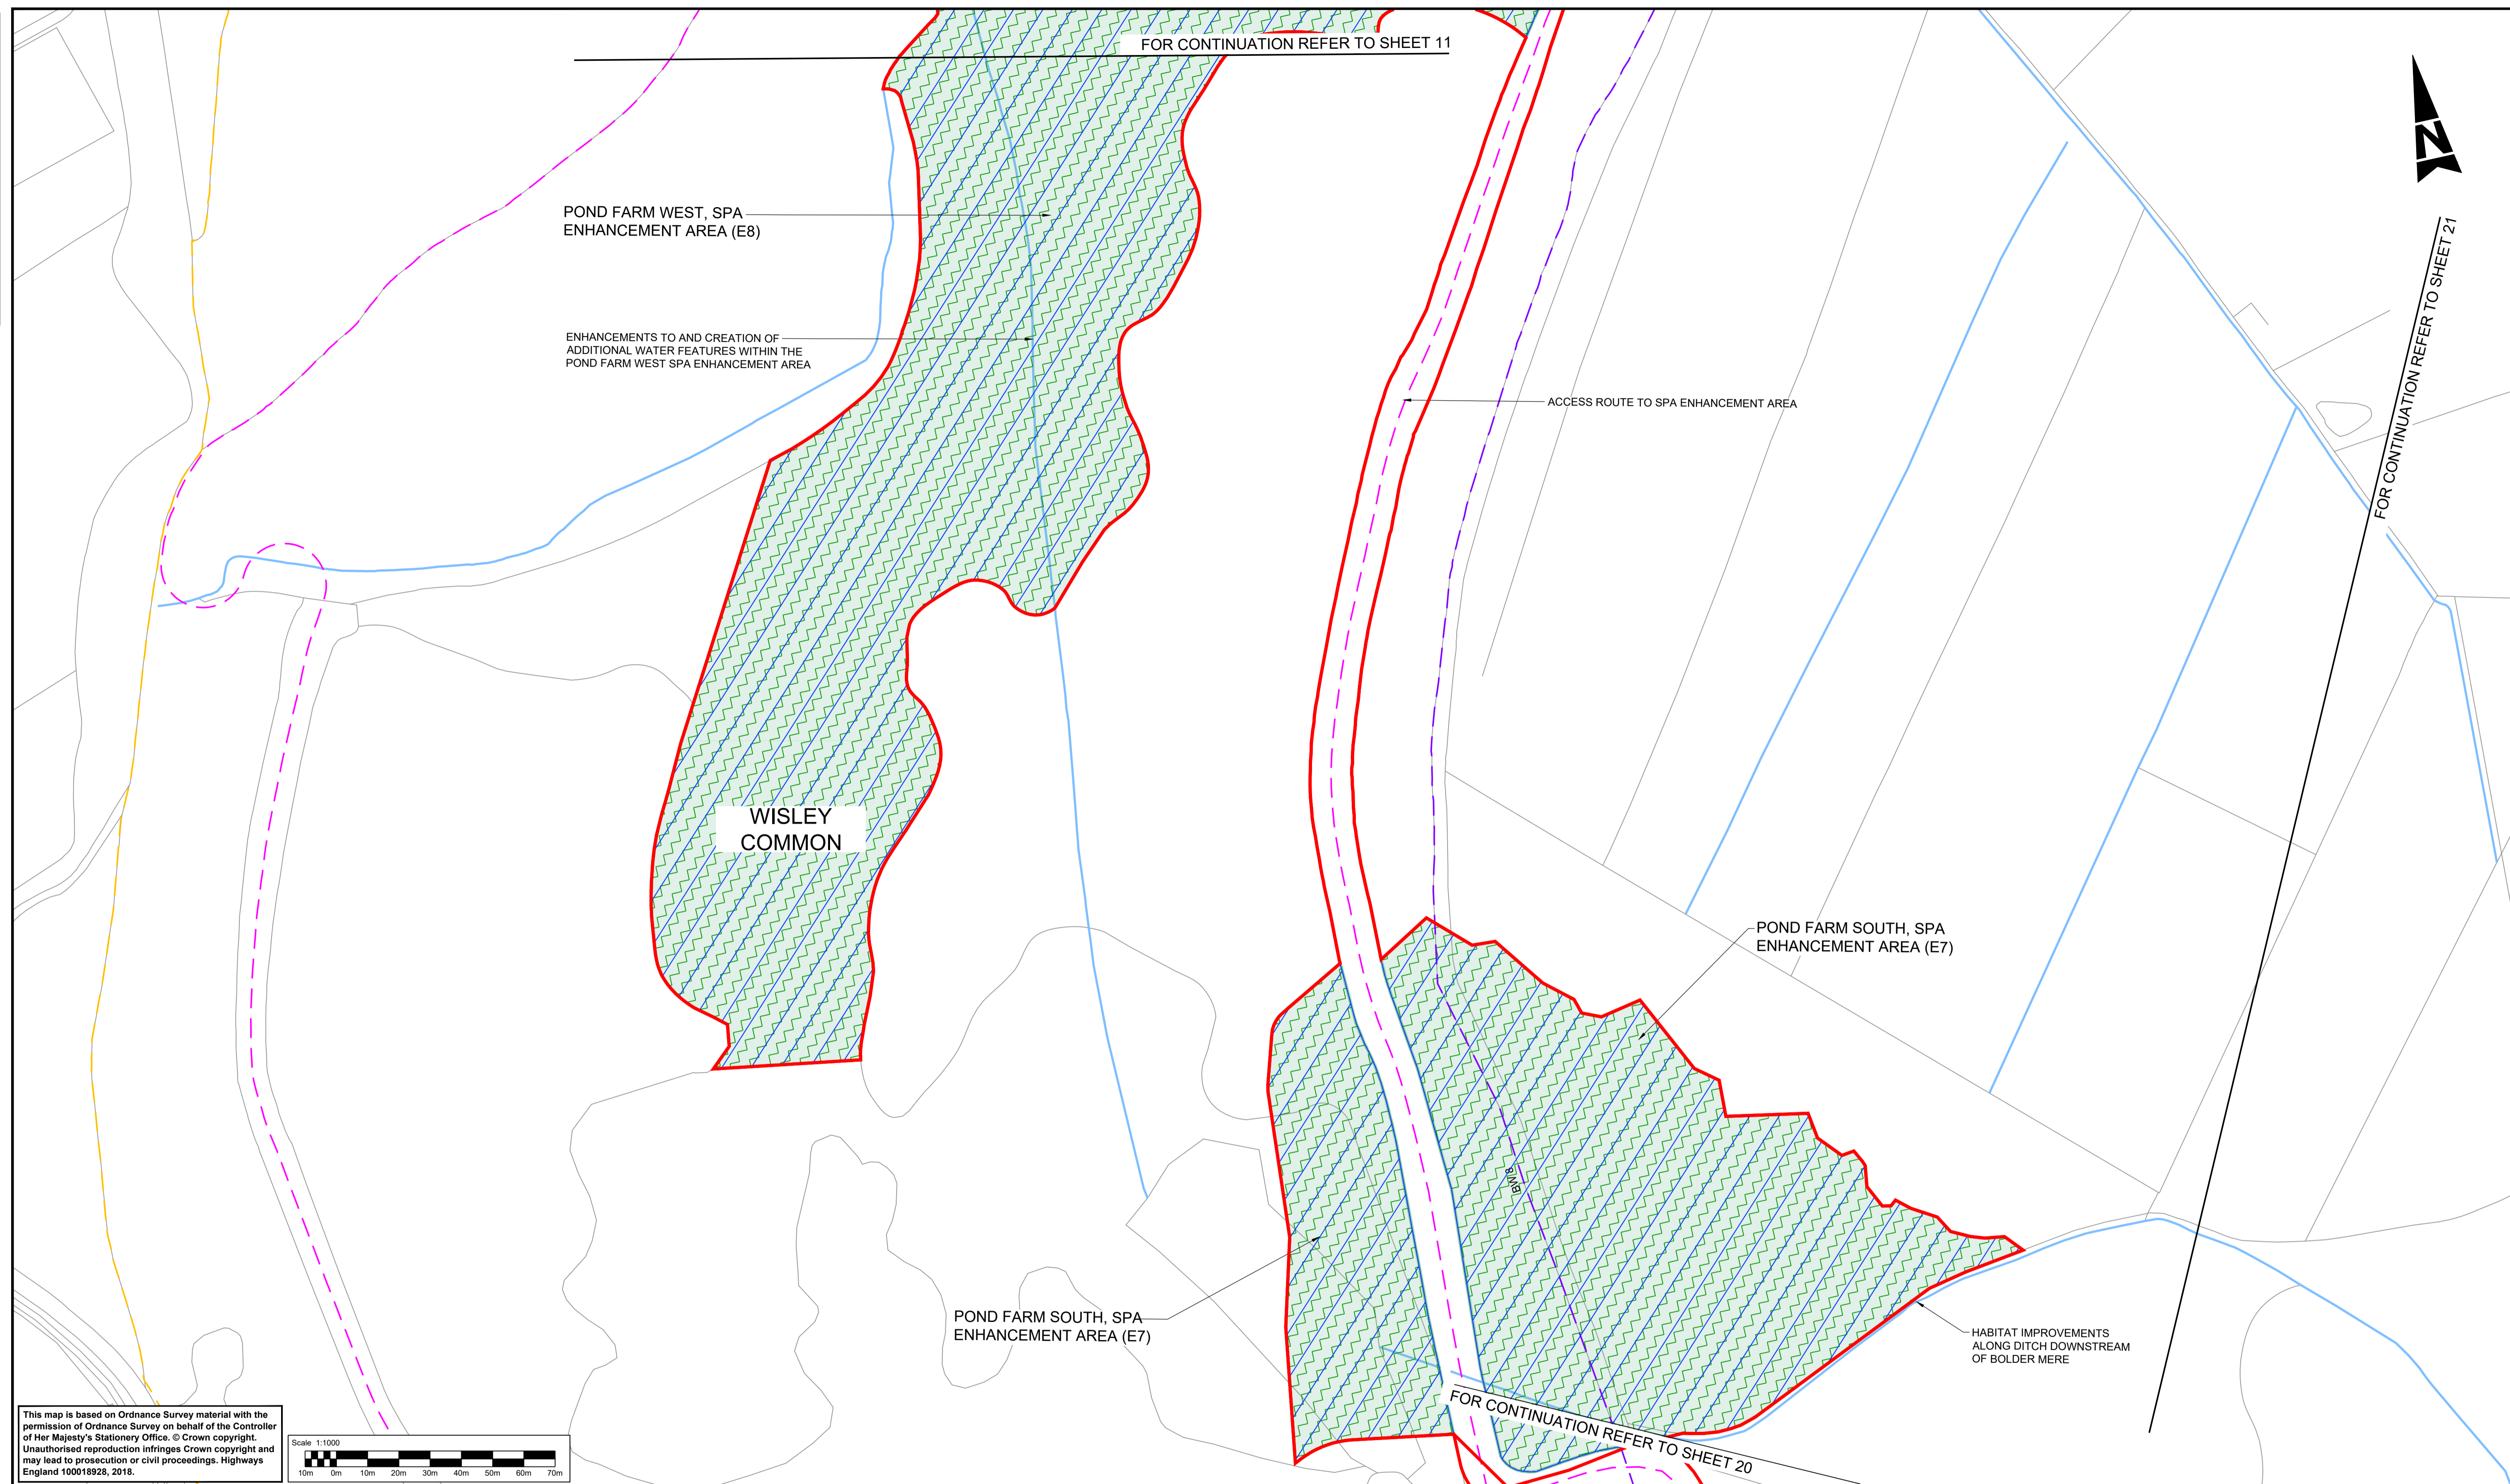 FOR CONTINUATION REFER TO SHEET 11
N
POND FARM WEST, SPA
ENHANCEMENT AREA (E8)
FOR CONTINUATION REFER TO SHEET 21
ENHANCEMENTS TO AND CREATION OF
ADDITIONAL WATER FEATURES WITHIN THE
POND FARM WEST SPA ENHANCEMENT AREA
ACCESS ROUTE TO SPA ENHANCEMENT AREA
WISLEY
COMMON
POND FARM SOUTH, SPA
ENHANCEMENT AREA (E7)
BW 8
POND FARM SOUTH, SPA
ENHANCEMENT AREA (E7)
HABITAT IMPROVEMENTS
ALONG DITCH DOWNSTREAM
OF BOLDER MERE
FOR CONTINUATION REFER TO SHEET 20
This map is based on Ordnance Survey material with the
permission of Ordnance Survey on behalf of the Controller
of Her Majesty's Stationery Office. © Crown copyright.
Unauthorised reproduction infringes Crown copyright and
may lead to prosecution or civil proceedings. Highways
England 100018928, 2018.
Scale 1:1000
10m 0m 10m 20m 30m 40m 50m 60m 70m